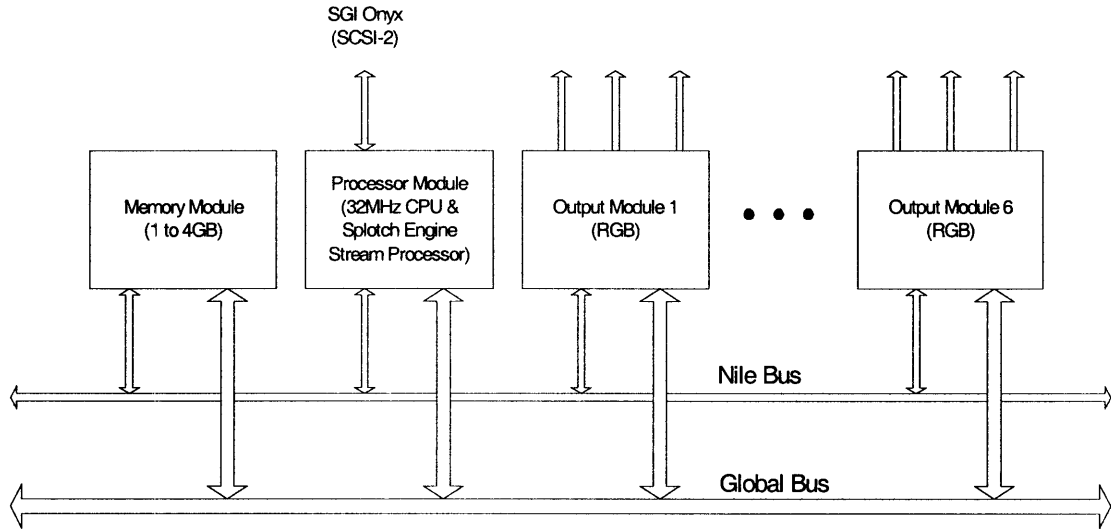 SGI Onyx
(SCSI-2)
Memory Module
(1 to 4GB)
Processor Module
(32MHz CPU &
Splotch Engine
Stream Processor)
Output Module 1
(RGB)
Output Module 6
(RGB)
Nile Bus
Global Bus